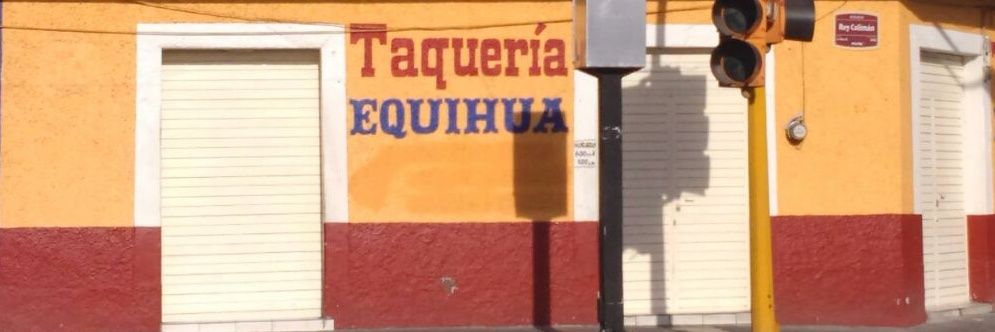 Taquería
EQUIHUA
Rey Colimán